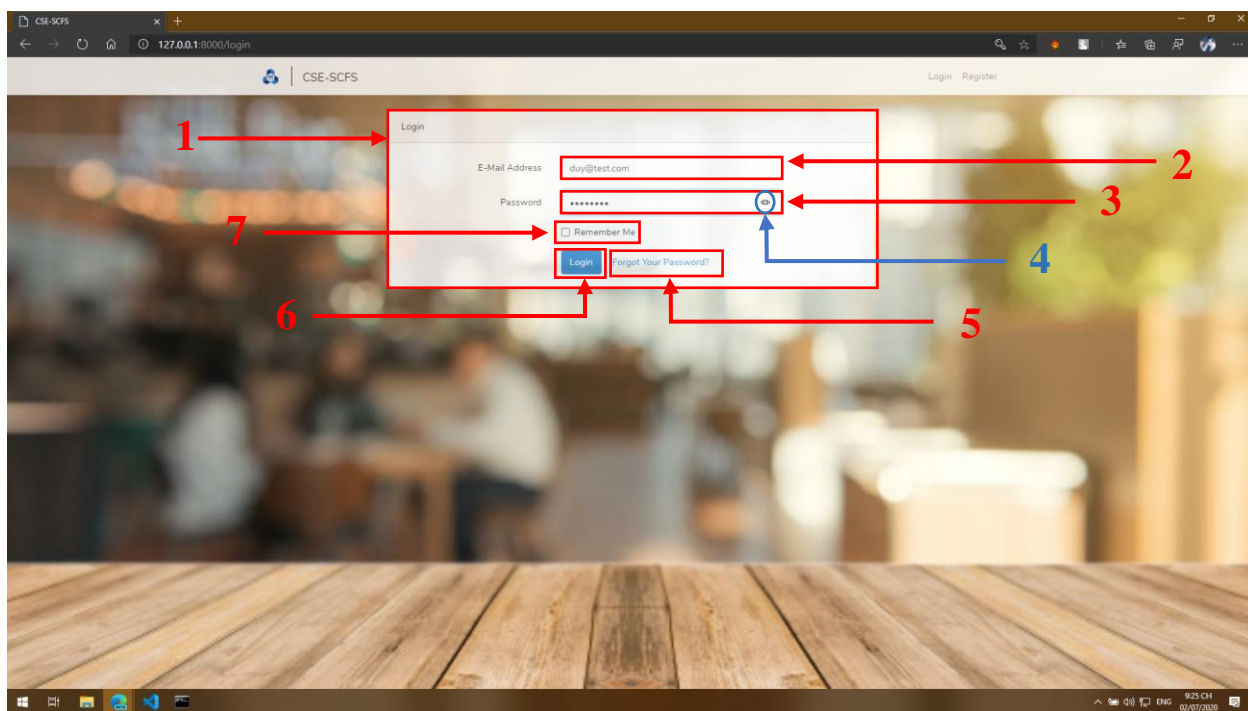 CSE-SCFS
127.0.0.1:8000/login
CSE-SCFS Login Register
1 Login
E-Mail Address duy@test.com 2
Password •••••••• 3
7 Remember Me
Login Forgot Your Password? 4
6 5
ENG 9:25 CH
02/07/2020